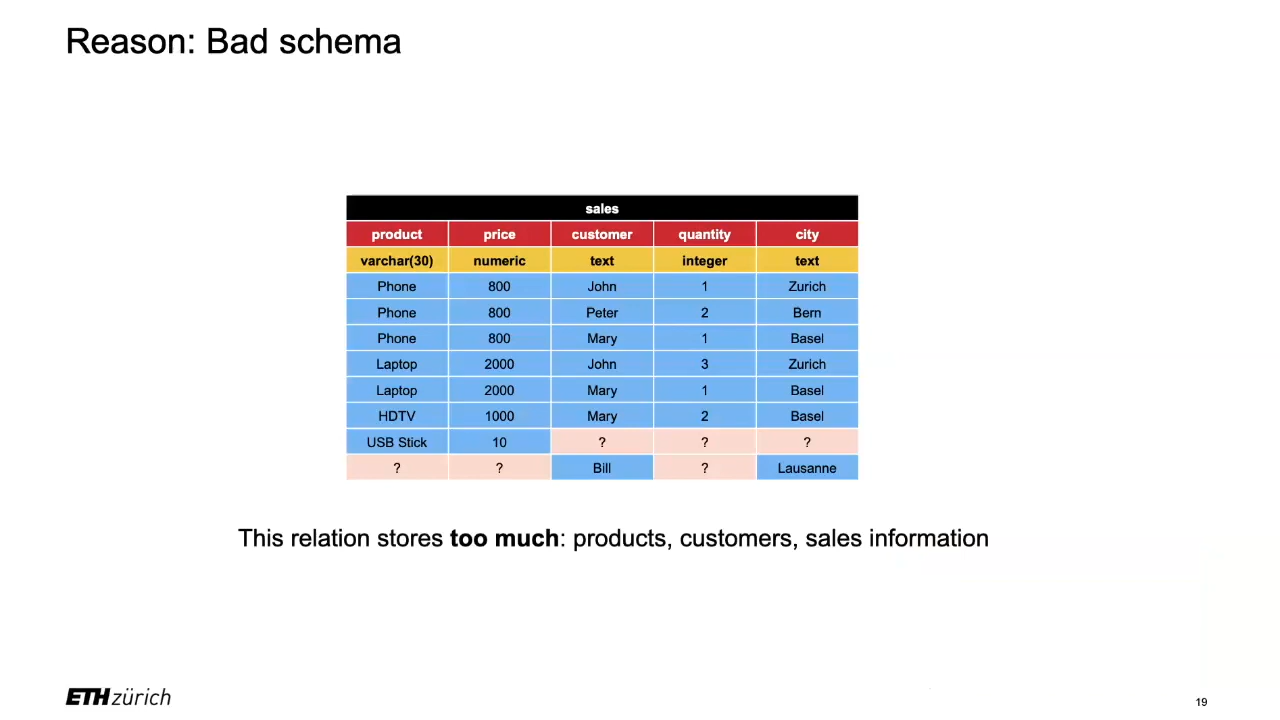 Reason: Bad schema
sales
product price customer quantity city
varchar(30) numeric text integer text
Phone 800 John 1 Zurich
Phone 800 Peter 2 Bern
Phone 800 Mary 1 Basel
Laptop 2000 John 3 Zurich
Laptop 2000 Mary 1 Basel
HDTV 1000 Mary 2 Basel
USB Stick 10 ? ? ?
? ? Bill ? Lausanne
This relation stores too much: products, customers, sales information
ETH zürich
19